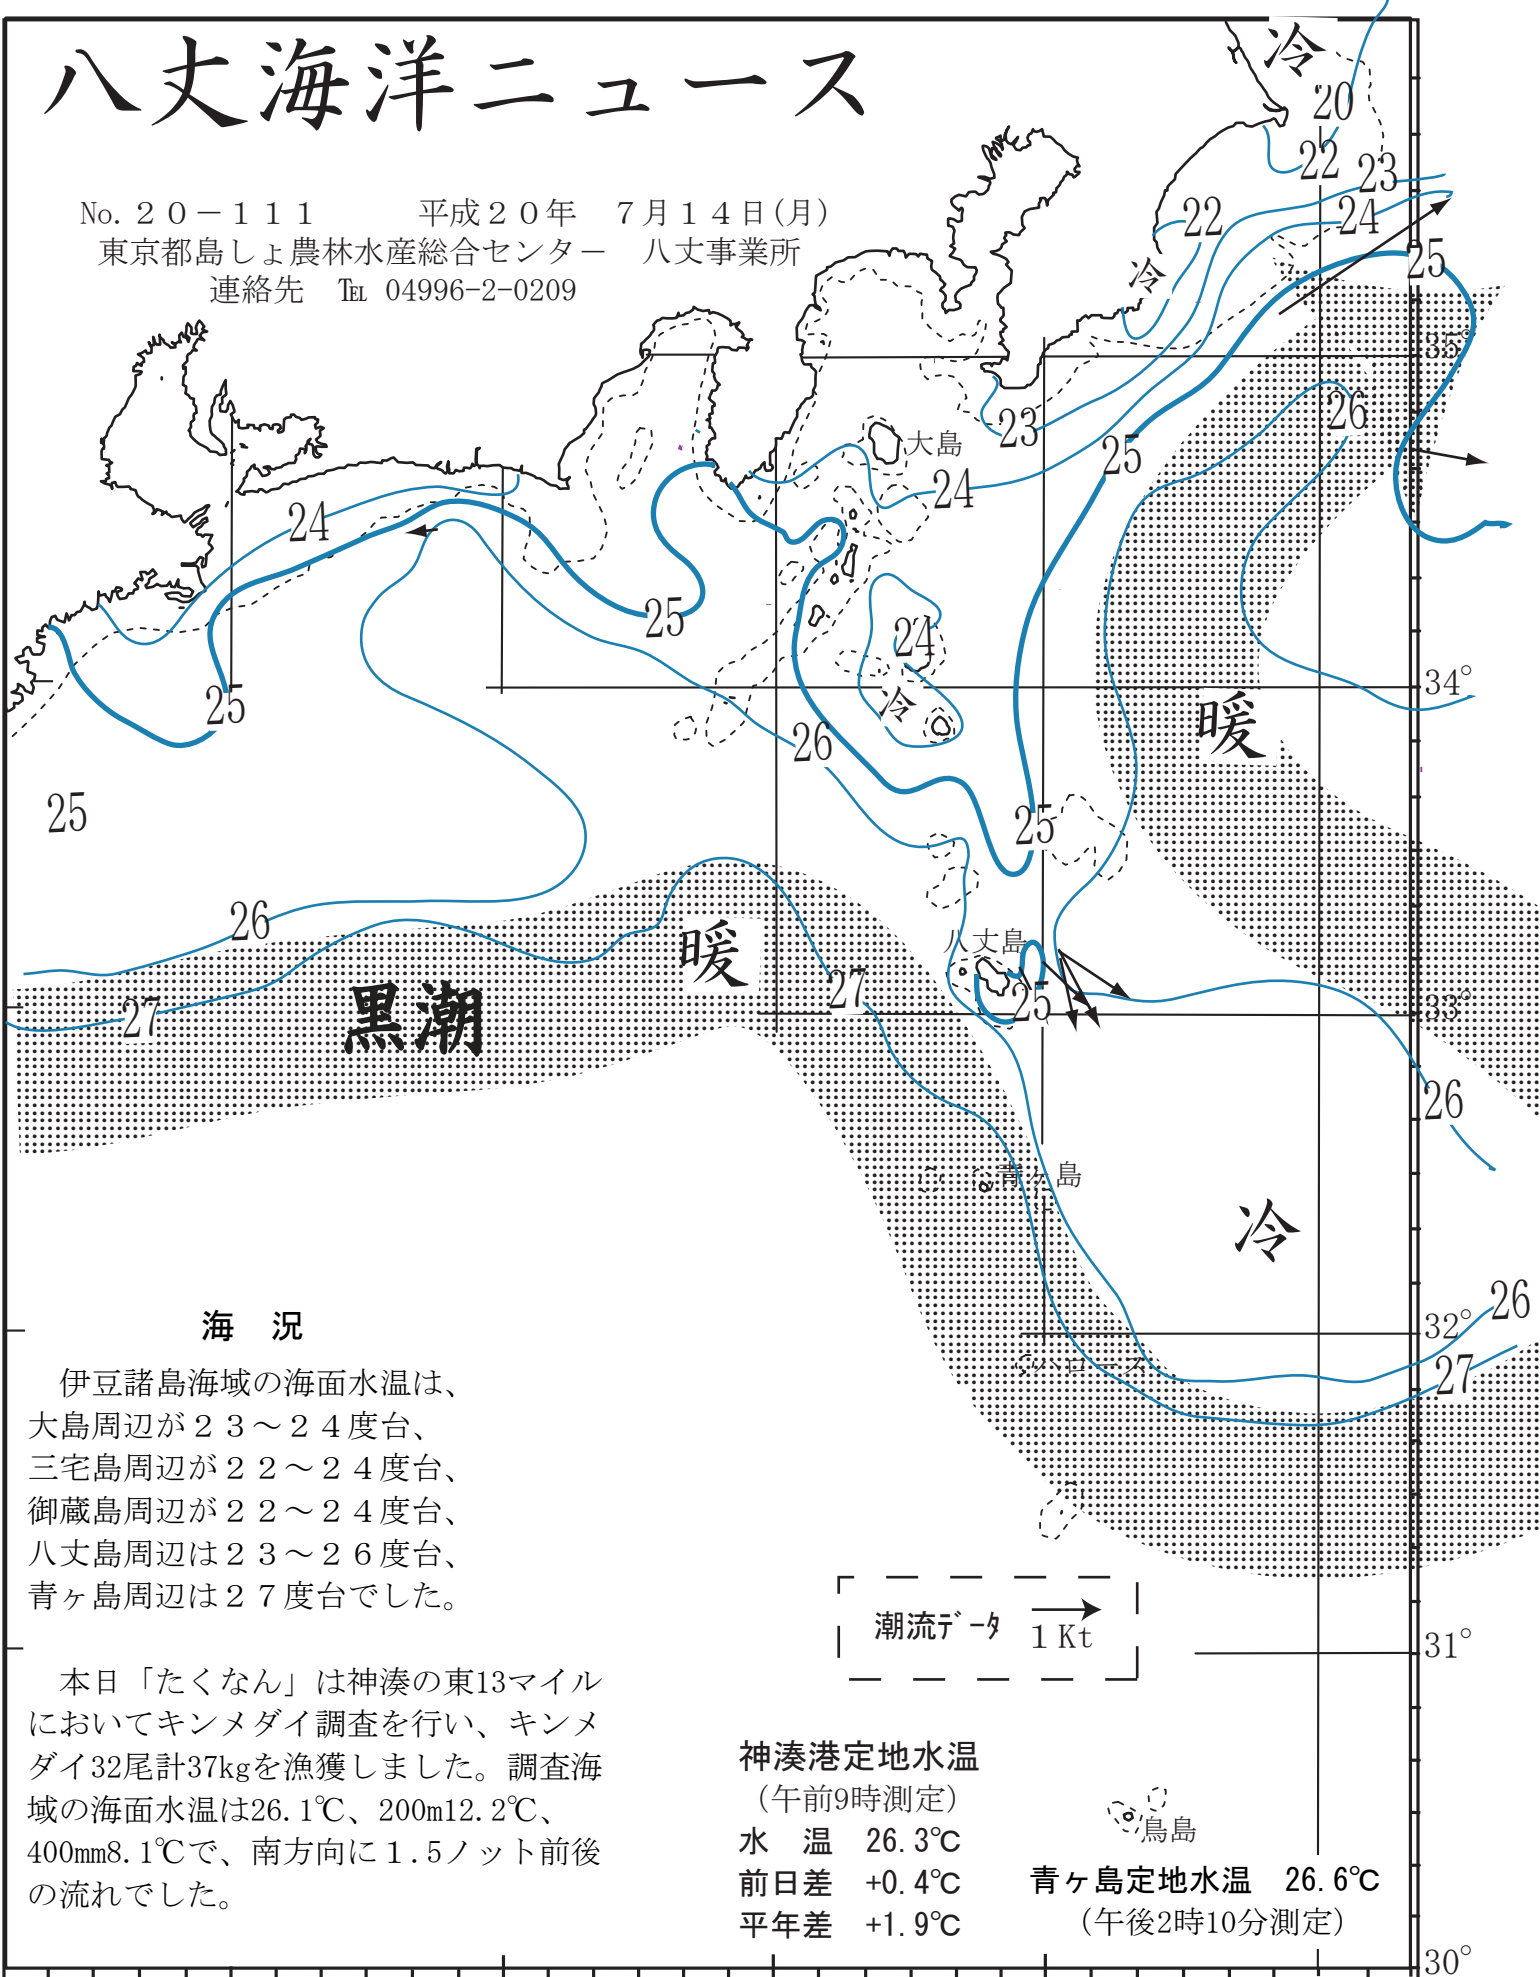 八丈海洋ニュース
No.２０－１１１　　　平成２０年　７月１４日(月)
東京都島しょ農林水産総合センター　八丈事業所
連絡先　℡ 04996-2-0209
冷
20
22
23
24
22
冷
25
35°
26
23
大島
25
24
24
25
24
冷
25
26
34°
暖
25
25
26
暖
八丈島
27
25
黒潮
27
33°
26
青ヶ島
冷
26
32°
27
ベヨネース
海　況
伊豆諸島海域の海面水温は、
大島周辺が２３～２４度台、
三宅島周辺が２２～２４度台、
御蔵島周辺が２２～２４度台、
八丈島周辺は２３～２６度台、
青ヶ島周辺は２７度台でした。
潮流ﾃﾞｰﾀ
１Kt
31°
本日「たくなん」は神湊の東13マイル
においてキンメダイ調査を行い、キンメ
ダイ32尾計37kgを漁獲しました。調査海
域の海面水温は26.1℃、200m12.2℃、
400mm8.1℃で、南方向に１.５ノット前後
の流れでした。
神湊港定地水温
（午前9時測定）
水　温　26.3℃
前日差　+0.4℃
平年差　+1.9℃
鳥島
青ヶ島定地水温　26.6℃
（午後2時10分測定）
30°